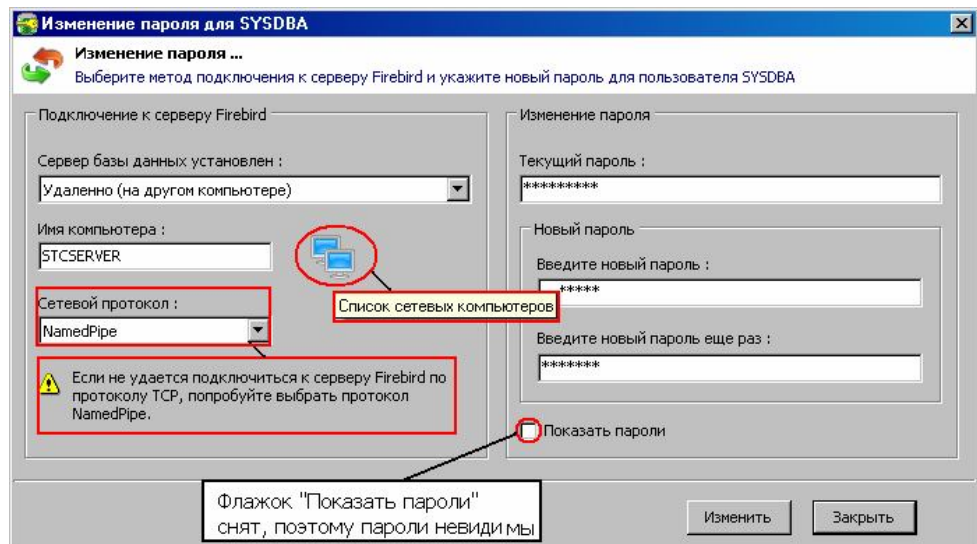 Изменение пароля для SYSDBA
Изменение пароля ...
Выберите метод подключения к серверу Firebird и укажите новый пароль для пользователя SYSDBA
Подключение к серверу Firebird
Сервер базы данных установлен :
Удаленно (на другом компьютере)
Имя компьютера :
STCSERVER
Список сетевых компьютеров
Сетевой протокол :
NamedPipe
Если не удается подключиться к серверу Firebird по
протоколу TCP, попробуйте выбрать протокол
NamedPipe.
Изменение пароля
Текущий пароль :
*********
Новый пароль
Введите новый пароль :
*****
Введите новый пароль еще раз :
*******
Показать пароли
Флажок "Показать пароли"
снят, поэтому пароли невидимы
Изменить
Закрыть